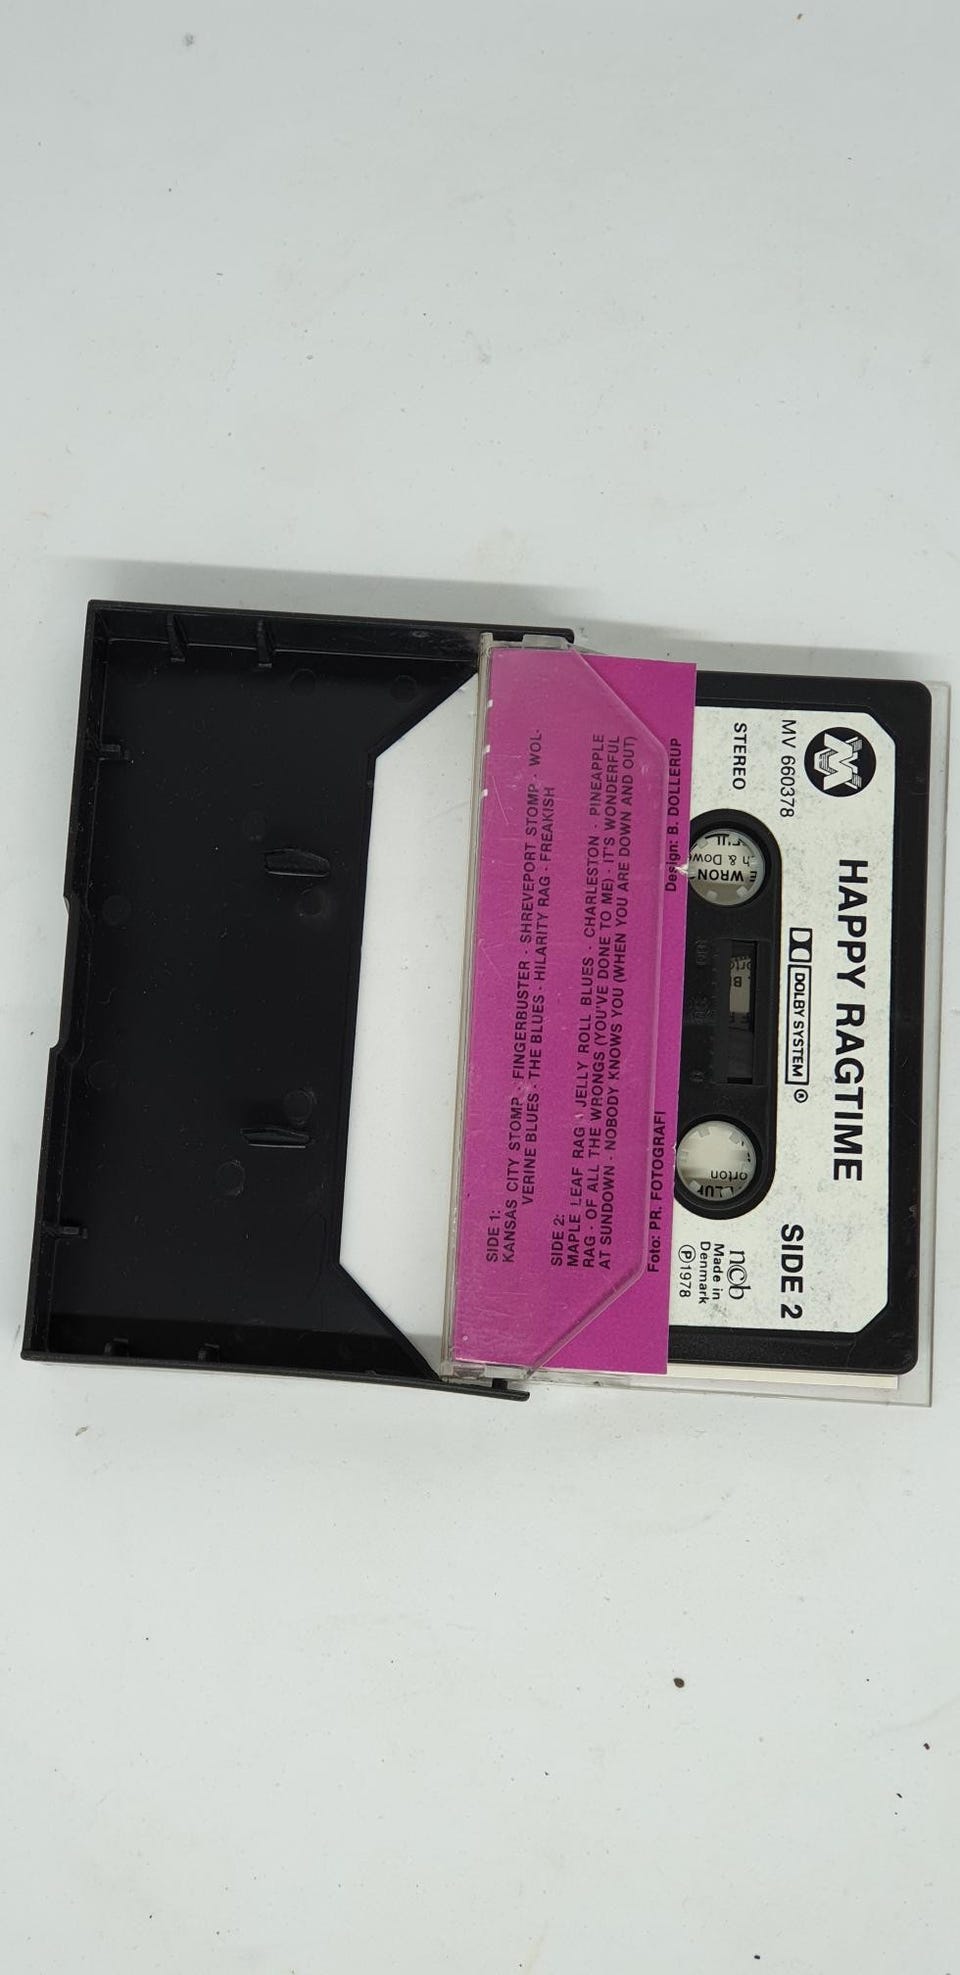 SIDE 1:
KANSAS CITY STOMP · FINGERBUSTER · SHREVEPORT STOMP · WOL-
VERINE BLUES · THE BLUES · HILARITY RAG · FREAKISH
SIDE 2:
MAPLE LEAF RAG · JELLY ROLL BLUES · CHARLESTON · PINEAPPLE
RAG · OF ALL THE WRONGS (YOU'VE DONE TO ME) · IT'S WONDERFUL
AT SUNDOWN · NOBODY KNOWS YOU (WHEN YOU ARE DOWN AND OUT)
Foto: PR. FOTOGRAFI
Design: B. DOLLERUP
MV 660378
STEREO
HAPPY RAGTIME
DOLBY SYSTEM ®
SIDE 2
ncb
Made in
Denmark
℗1978
WRON
h & Dow
orton